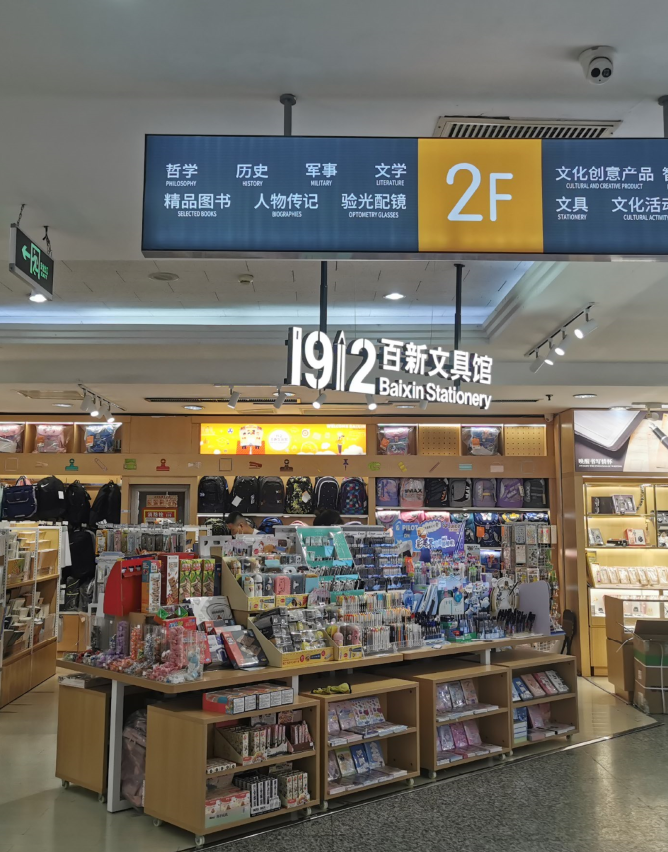 哲学 历史 军事 文学
PHILOSOPHY HISTORY MILITARY LITERATURE
精品图书 人物传记 验光配镜
SELECTED BOOKS BIOGRAPHIES OPTOMETRY GLASSES
2F
文化创意产品
CULTURAL AND CREATIVE PRODUCT
文具 文化活动
STATIONERY CULTURAL ACTIVIT
1912 百新文具馆
Baixin Stationery
PILOT